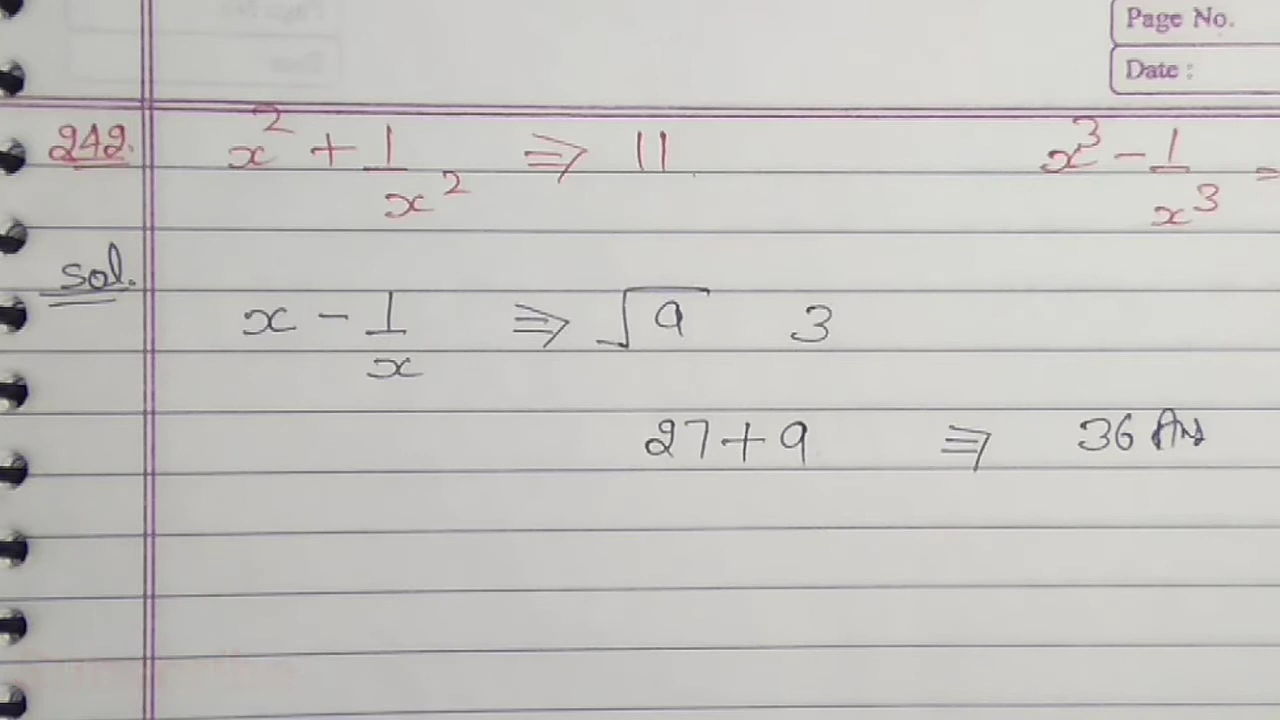 Page No.
Date :
242. x² + 1/x² ⇒ 11 x³ - 1/x³ =
Sol.
x - 1/x ⇒ √9 3
27 + 9 ⇒ 36 Ans